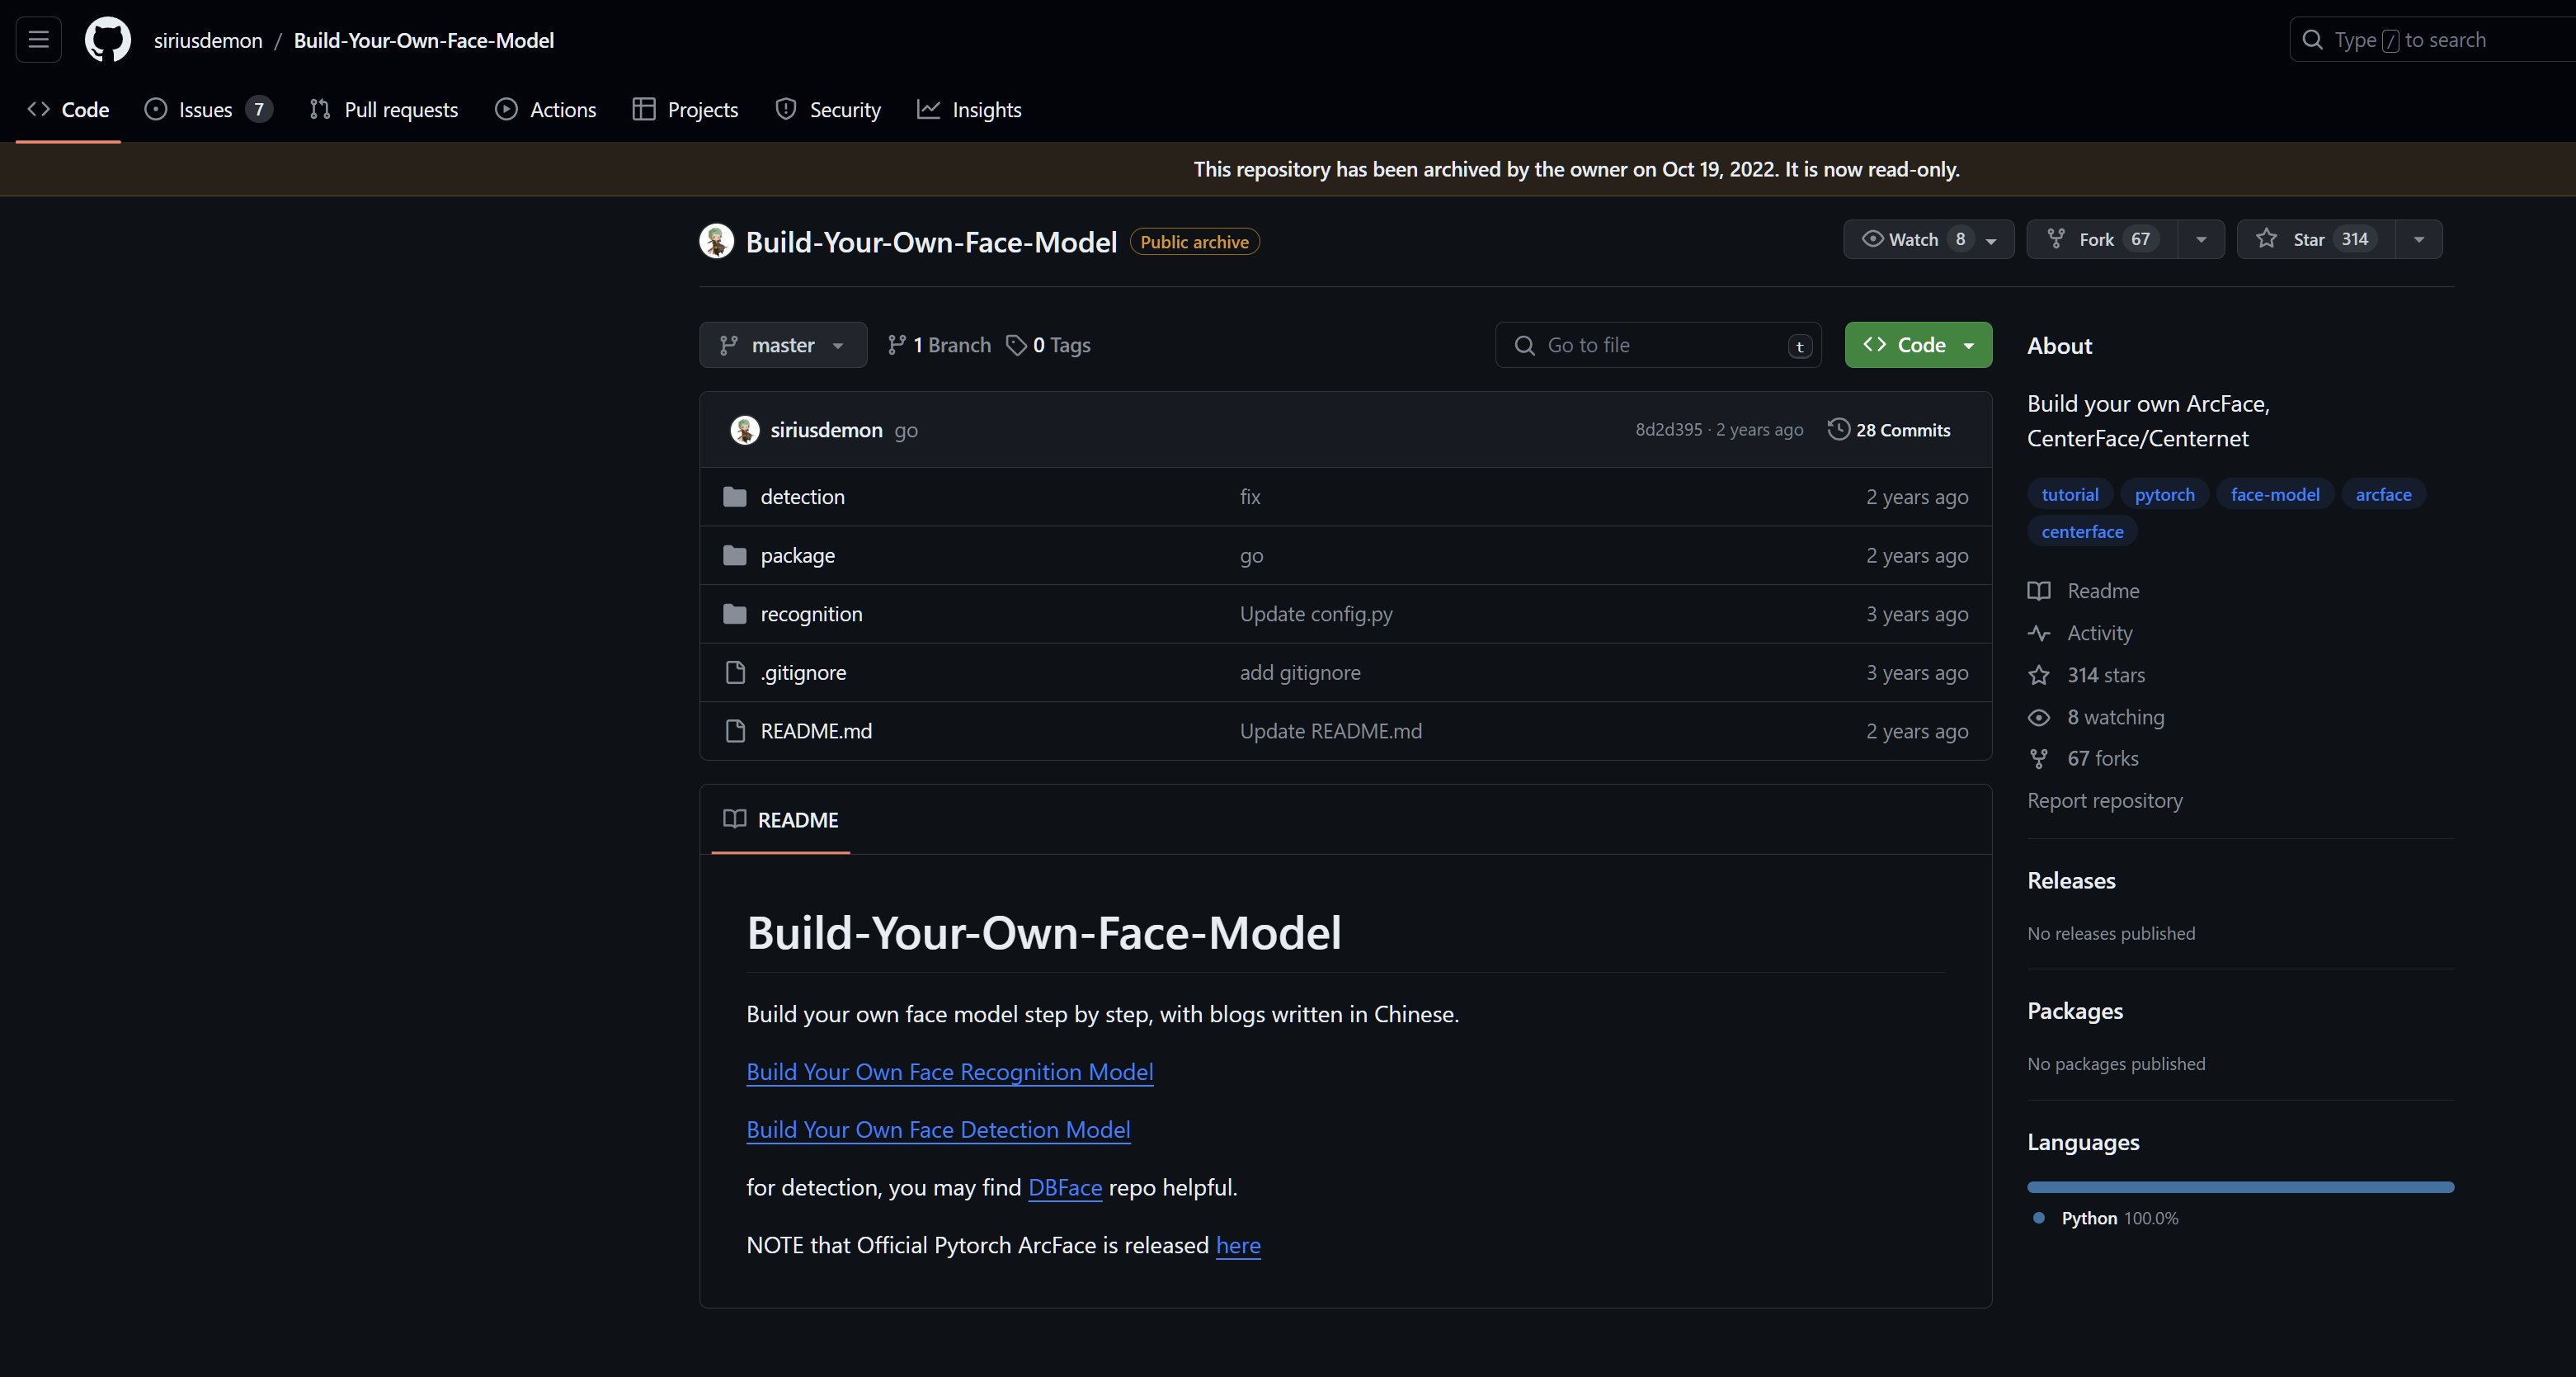 siriusdemon / Build-Your-Own-Face-Model
Type / to search
Code Issues 7 Pull requests Actions Projects Security Insights
This repository has been archived by the owner on Oct 19, 2022. It is now read-only.
Build-Your-Own-Face-Model Public archive
Watch 8 Fork 67 Star 314
master 1 Branch 0 Tags
Go to file t
Code
siriusdemon go 8d2d395 · 2 years ago 28 Commits
detection fix 2 years ago
package go 2 years ago
recognition Update config.py 3 years ago
.gitignore add gitignore 3 years ago
README.md Update README.md 2 years ago
README
Build-Your-Own-Face-Model
Build your own face model step by step, with blogs written in Chinese.
Build Your Own Face Recognition Model
Build Your Own Face Detection Model
for detection, you may find DBFace repo helpful.
NOTE that Official Pytorch ArcFace is released here
About
Build your own ArcFace,
CenterFace/Centernet
tutorial pytorch face-model arcface
centerface
Readme
Activity
314 stars
8 watching
67 forks
Report repository
Releases
No releases published
Packages
No packages published
Languages
Python 100.0%